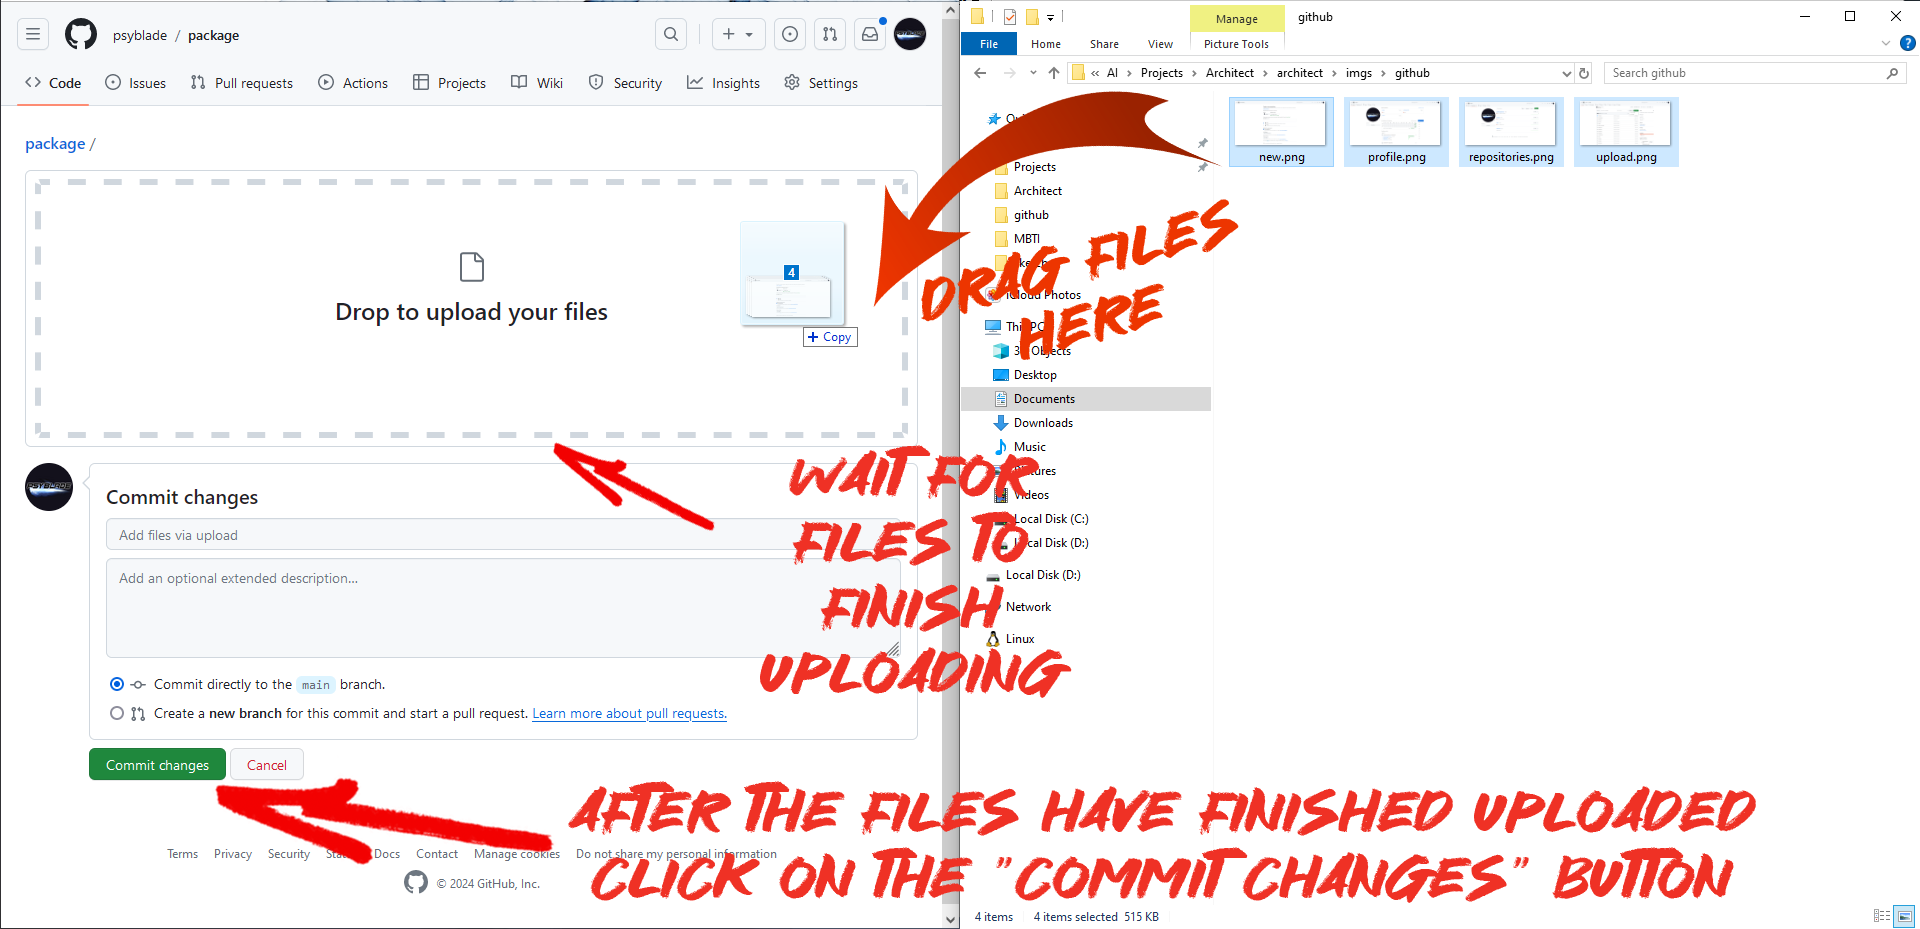 psyblade / package
Code Issues Pull requests Actions Projects Wiki Security Insights Settings
package /
Drop to upload your files
4
Copy
Commit changes
Add files via upload
Add an optional extended description...
Commit directly to the main branch.
Create a new branch for this commit and start a pull request. Learn more about pull requests.
Commit changes Cancel
Terms Privacy Security Docs Contact Manage cookies Do not share my personal information
© 2024 GitHub, Inc.
Manage github
File Home Share View Picture Tools
?
« AI › Projects › Architect › architect › imgs › github
Search github
Projects
Architect
github
MBTI
iCloud Photos
This PC
3D Objects
Desktop
Documents
Downloads
Music
Pictures
Videos
Local Disk (C:)
Local Disk (D:)
Local Disk (D:)
Network
Linux
new.png profile.png repositories.png upload.png
4 items 4 items selected 515 KB
DRAG FILES
HERE
WAIT FOR
FILES TO
FINISH
UPLOADING
AFTER THE FILES HAVE FINISHED UPLOADED
CLICK ON THE "COMMIT CHANGES" BUTTON
PSYBLADE